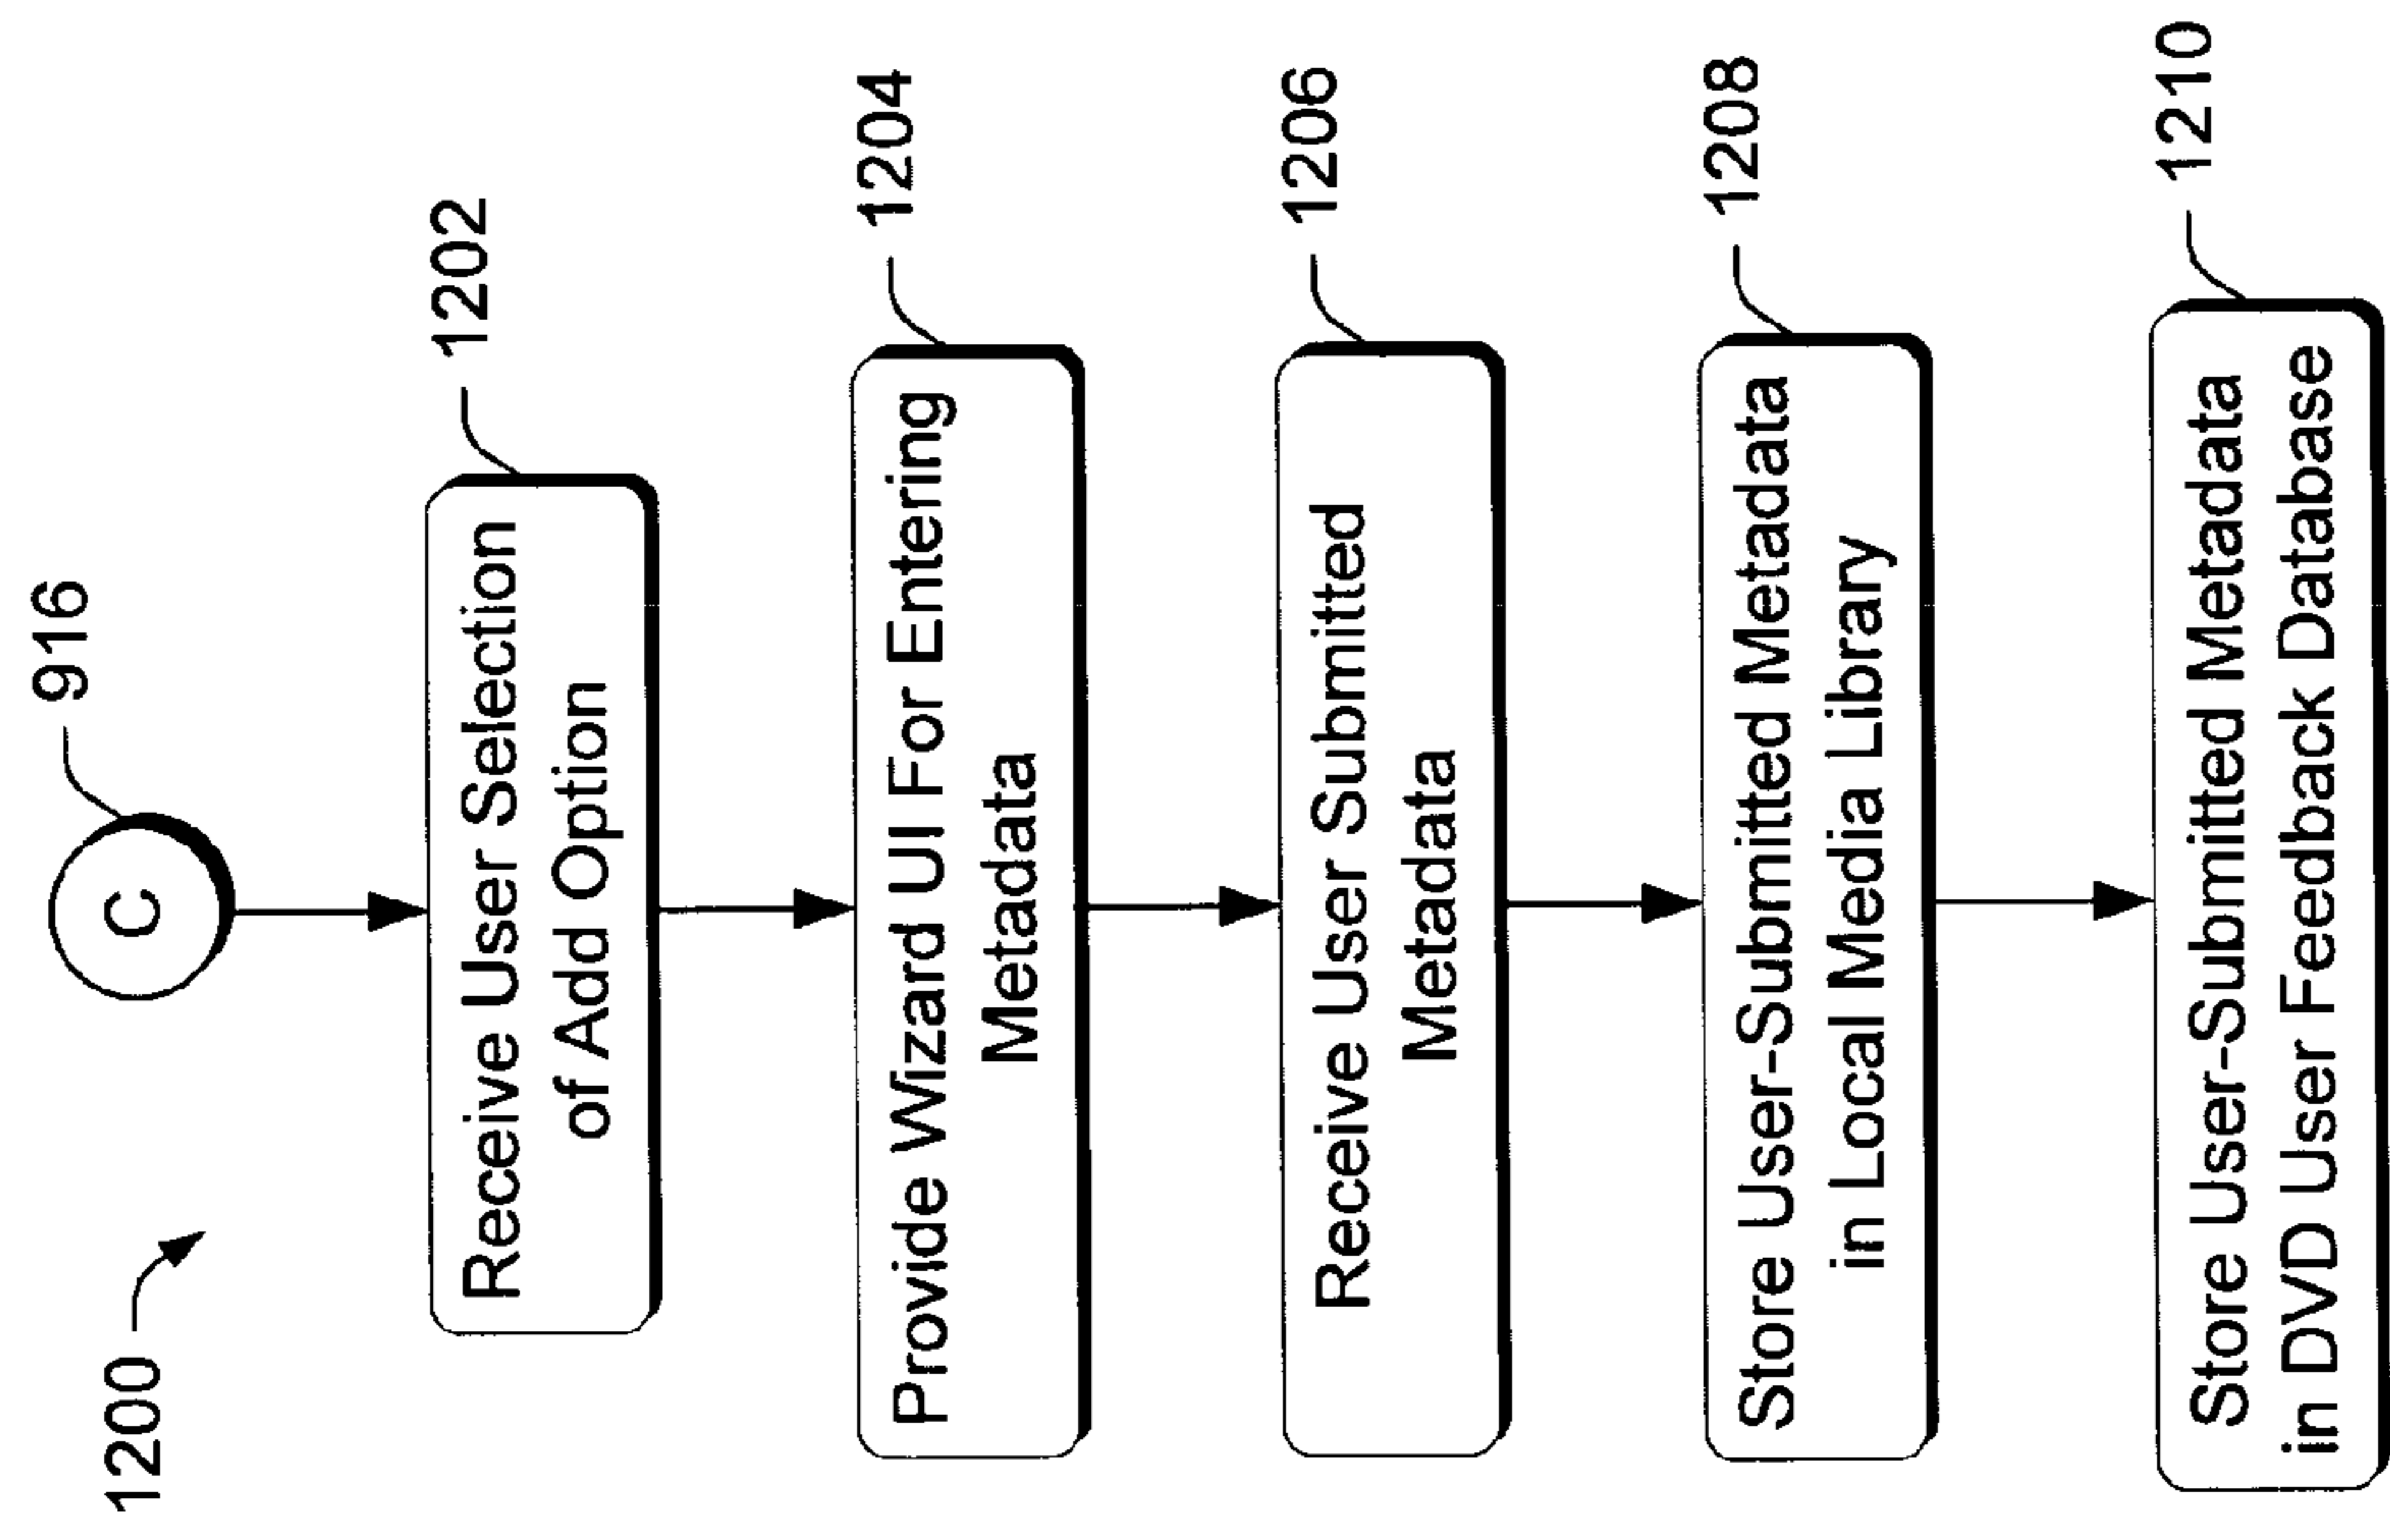 1200
C
916
Receive User Selection
of Add Option
1202
Provide Wizard UI For Entering
Metadata
1204
Receive User Submitted
Metadata
1206
Store User-Submitted Metadata
in Local Media Library
1208
Store User-Submitted Metadata
in DVD User Feedback Database
1210